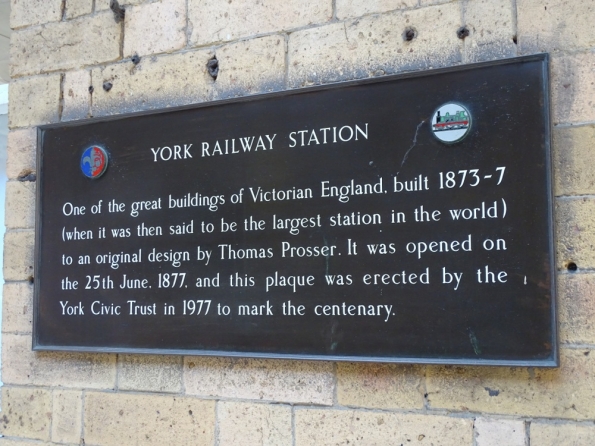 YORK RAILWAY STATION
One of the great buildings of Victorian England, built 1873-7
(when it was then said to be the largest station in the world)
to an original design by Thomas Prosser. It was opened on
the 25th June, 1877, and this plaque was erected by the
York Civic Trust in 1977 to mark the centenary.